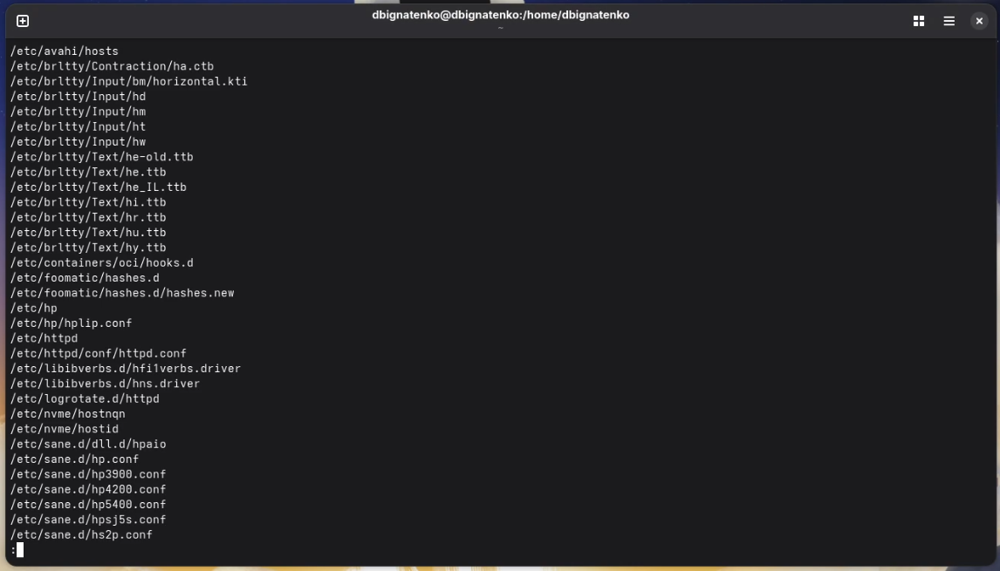 dbignatenko@dbignatenko:/home/dbignatenko
~
/etc/avahi/hosts
/etc/brltty/Contraction/ha.ctb
/etc/brltty/Input/bm/horizontal.kti
/etc/brltty/Input/hd
/etc/brltty/Input/hm
/etc/brltty/Input/ht
/etc/brltty/Input/hw
/etc/brltty/Text/he-old.ttb
/etc/brltty/Text/he.ttb
/etc/brltty/Text/he_IL.ttb
/etc/brltty/Text/hi.ttb
/etc/brltty/Text/hr.ttb
/etc/brltty/Text/hu.ttb
/etc/brltty/Text/hy.ttb
/etc/containers/oci/hooks.d
/etc/foomatic/hashes.d
/etc/foomatic/hashes.d/hashes.new
/etc/hp
/etc/hp/hplip.conf
/etc/httpd
/etc/httpd/conf/httpd.conf
/etc/libibverbs.d/hfi1verbs.driver
/etc/libibverbs.d/hns.driver
/etc/logrotate.d/httpd
/etc/nvme/hostnqn
/etc/nvme/hostid
/etc/sane.d/dll.d/hpaio
/etc/sane.d/hp.conf
/etc/sane.d/hp3900.conf
/etc/sane.d/hp4200.conf
/etc/sane.d/hp5400.conf
/etc/sane.d/hpsj5s.conf
/etc/sane.d/hs2p.conf
: